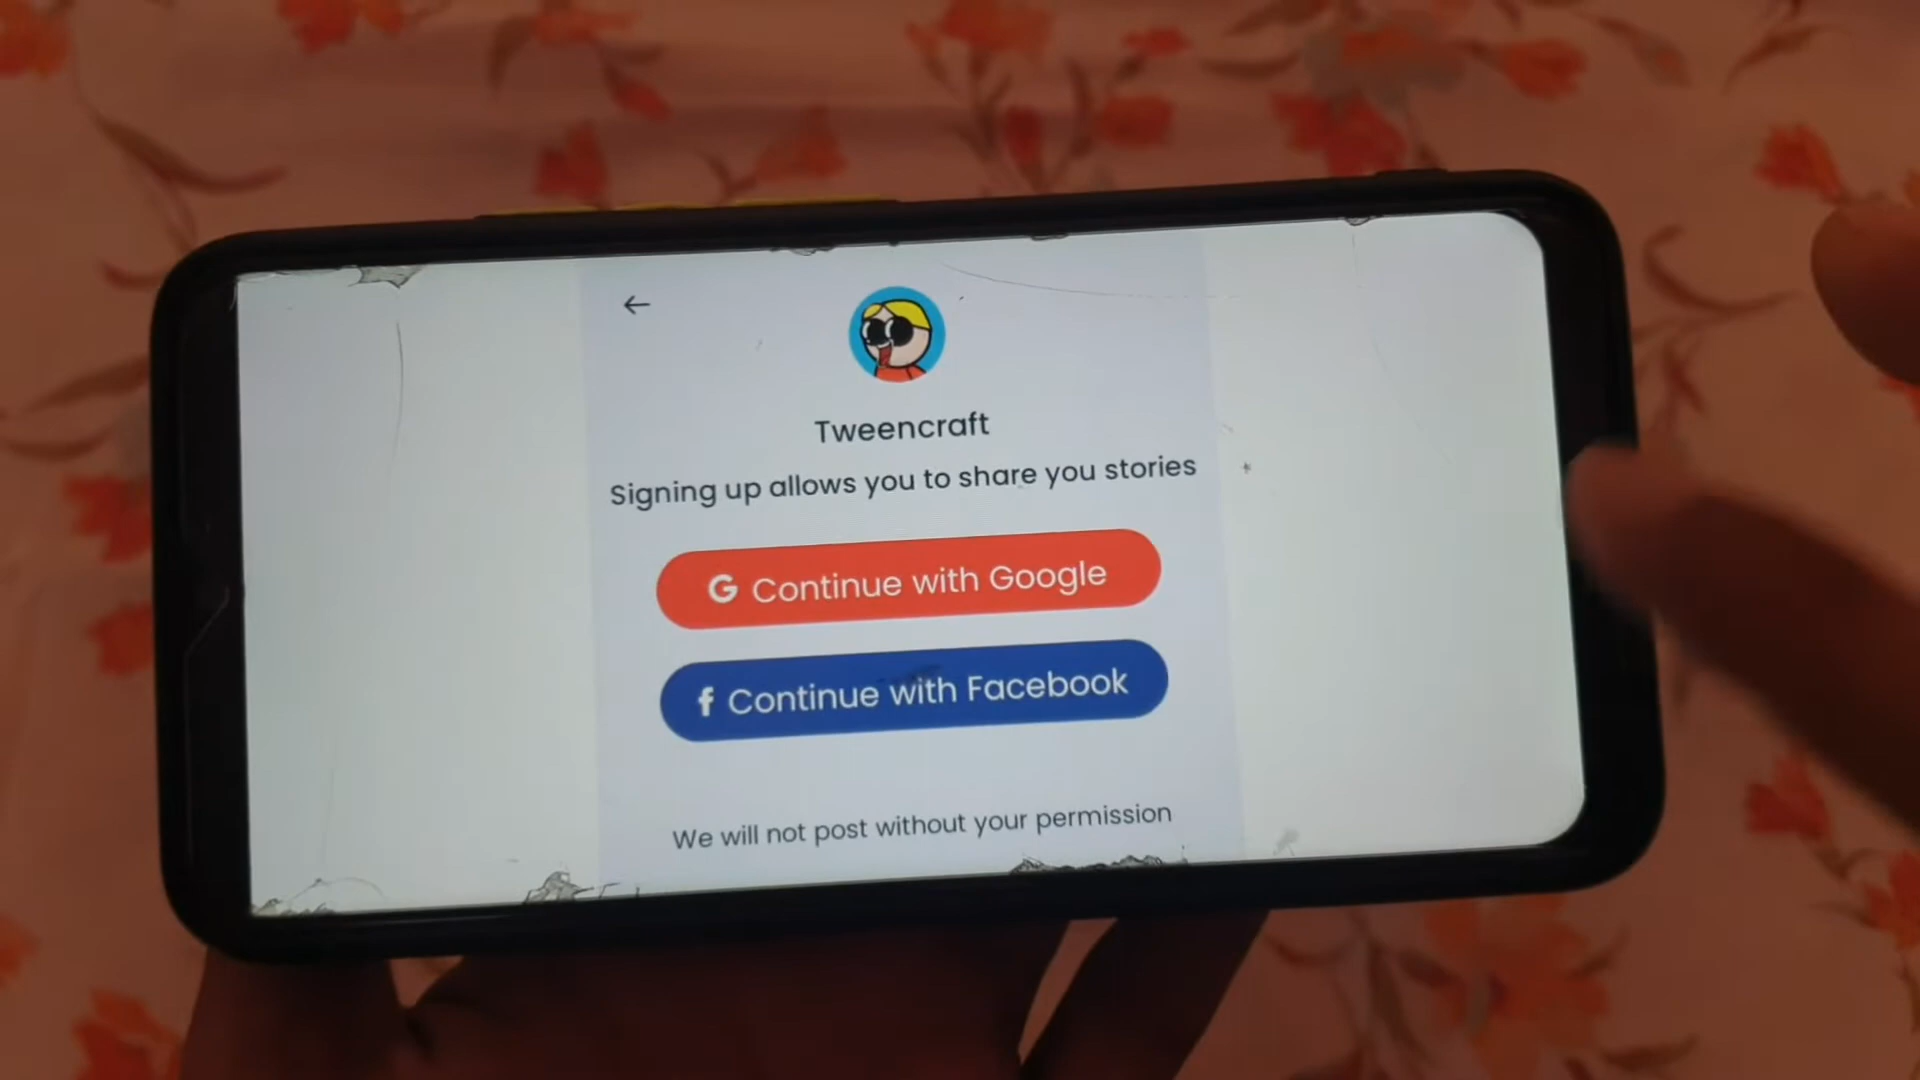 Tweencraft
Signing up allows you to share you stories
G Continue with Google
f Continue with Facebook
We will not post without your permission